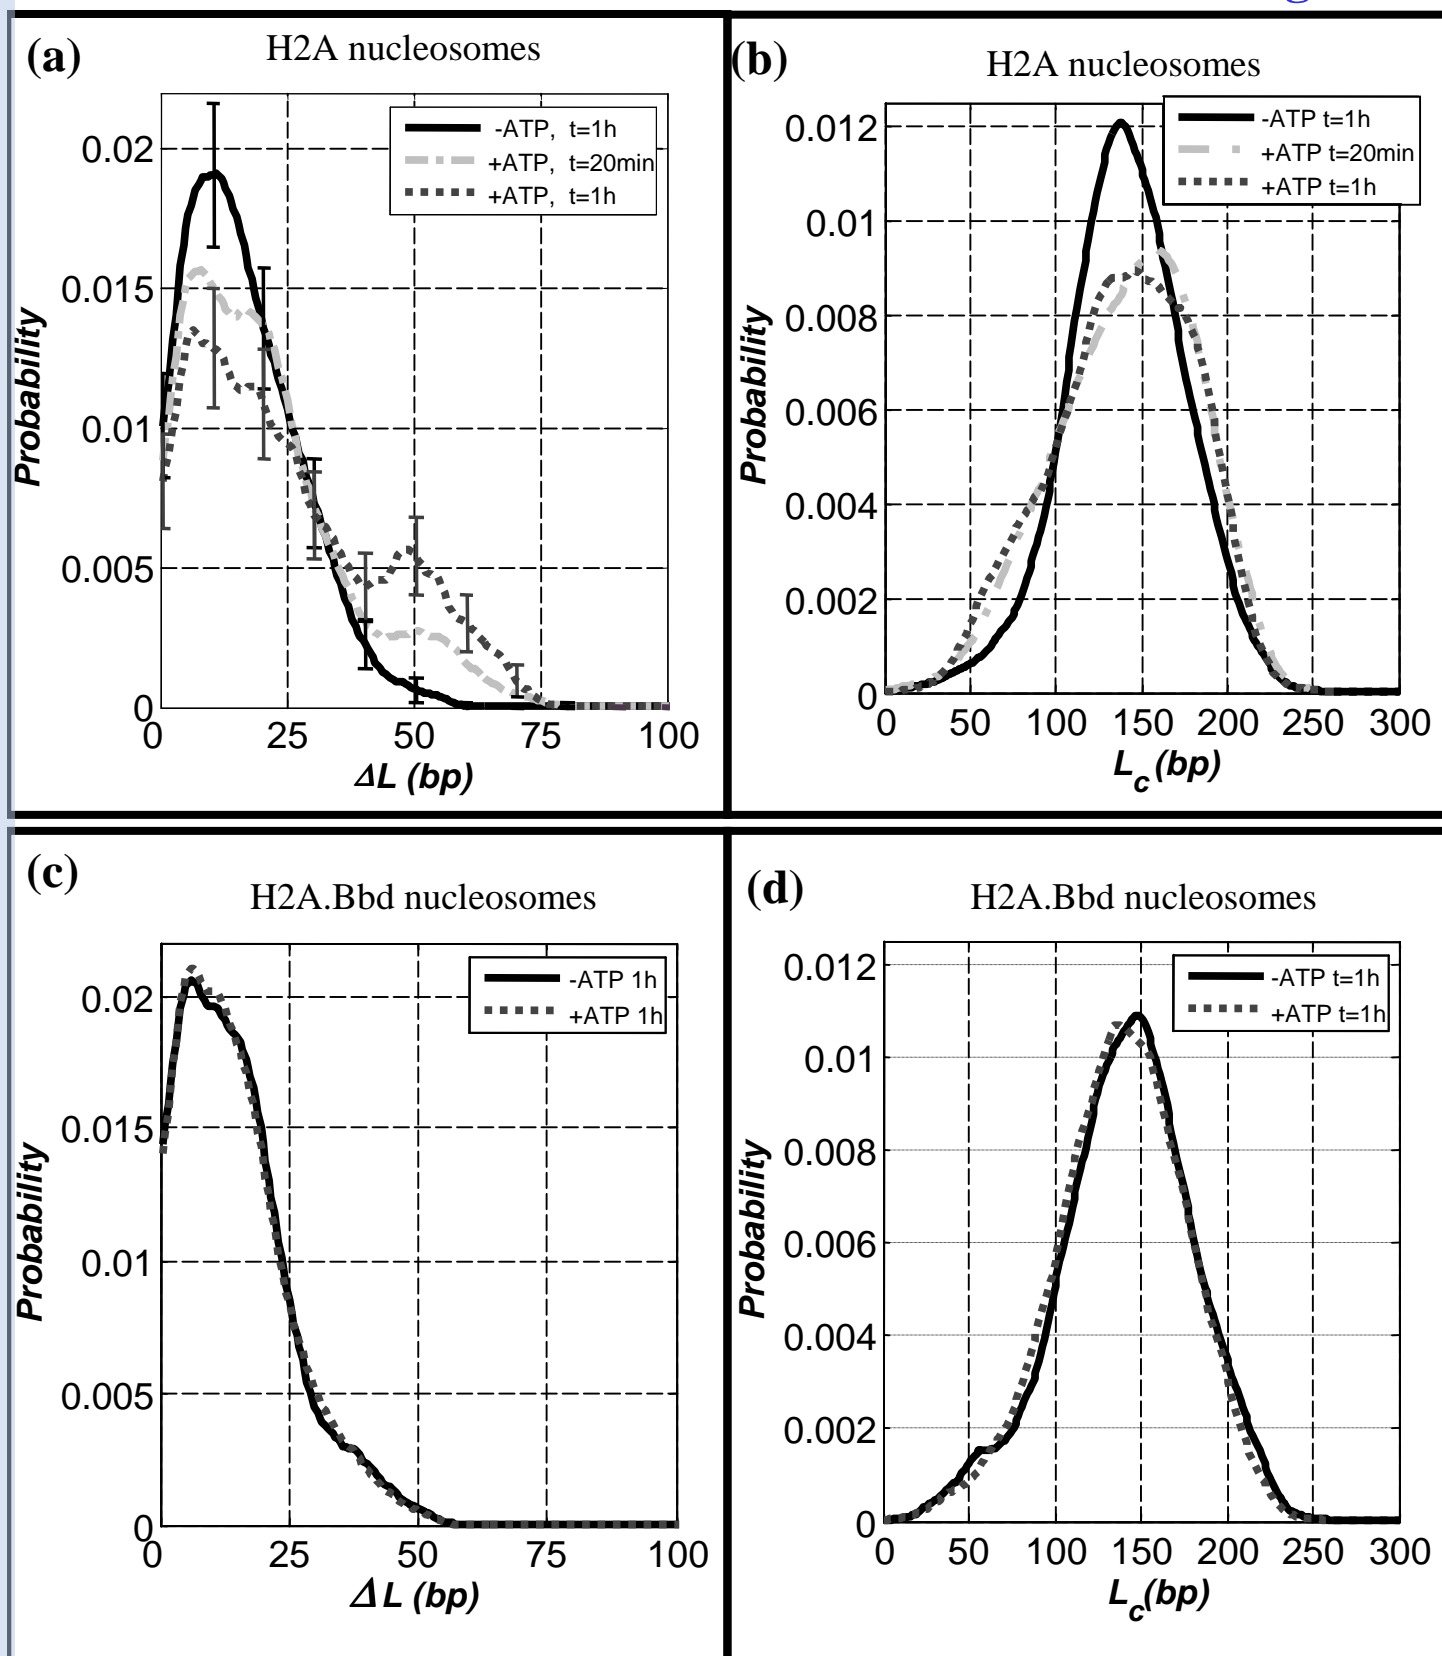 (a)
H2A nucleosomes
-ATP, t=1h
+ATP, t=20min
+ATP, t=1h
0.02
0.015
0.01
0.005
0
Probability
0 25 50 75 100
ΔL (bp)
(b)
H2A nucleosomes
-ATP t=1h
+ATP t=20min
+ATP t=1h
0.012
0.01
0.008
0.006
0.004
0.002
0
Probability
0 50 100 150 200 250 300
Lc (bp)
(c)
H2A.Bbd nucleosomes
-ATP 1h
+ATP 1h
0.02
0.015
0.01
0.005
0
Probability
0 25 50 75 100
ΔL (bp)
(d)
H2A.Bbd nucleosomes
-ATP t=1h
+ATP t=1h
0.012
0.01
0.008
0.006
0.004
0.002
0
Probability
0 50 100 150 200 250 300
Lc(bp)